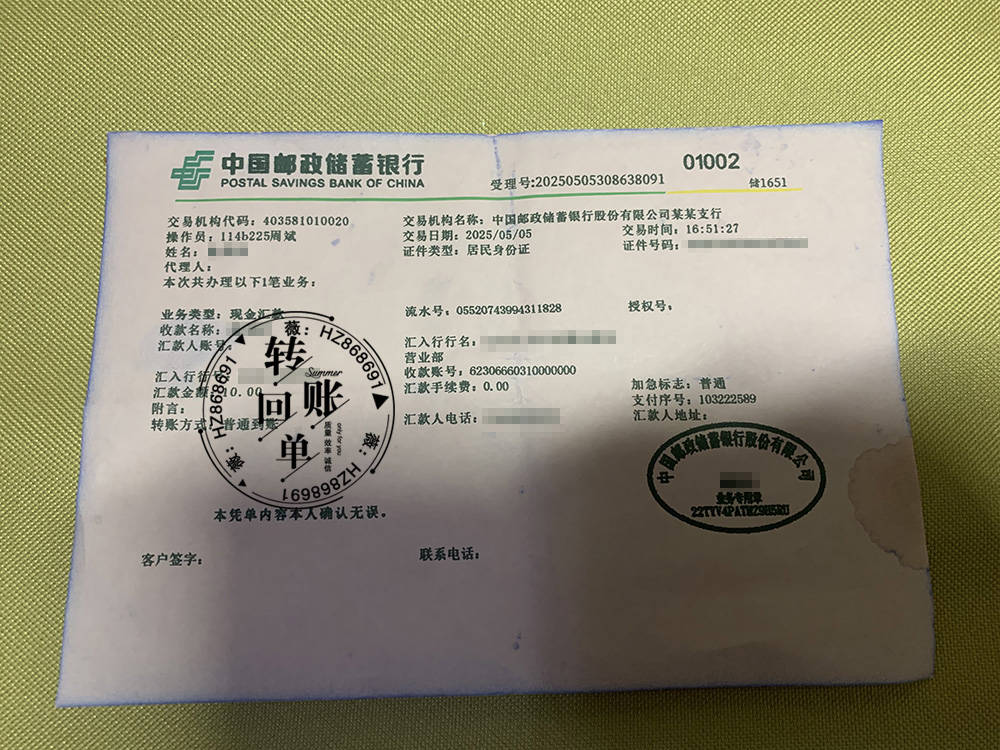 中国邮政储蓄银行
POSTAL SAVINGS BANK OF CHINA
受理号:20250505308638091
01002
储1651
交易机构代码: 403581010020
交易机构名称: 中国邮政储蓄银行股份有限公司某某支行
操作员: 114b225周斌
交易日期: 2025/05/05
交易时间: 16:51:27
姓名:
证件类型: 居民身份证
证件号码:
代理人:
本次共办理以下1笔业务:
业务类型: 现金汇款
流水号: 05520743994311828
授权号:
收款名称:
汇款人账号:
汇入行行名:
营业部
汇入行行
收款账号: 62306660310000000
加急标志: 普通
汇款金额: 10.00
汇款手续费: 0.00
支付序号: 103222589
附言:
汇款人电话:
汇款人地址:
转账方式: 普通到账
薇: HZ868691
薇: HZ868691
薇: HZ868691
转账
回单
Summer
only for you
质量 效率 诚信
中国邮政储蓄银行股份有限公司
业务专用章
22TYV4PATHZ9H5RU
本凭单内容本人确认无误。
客户签字:
联系电话: